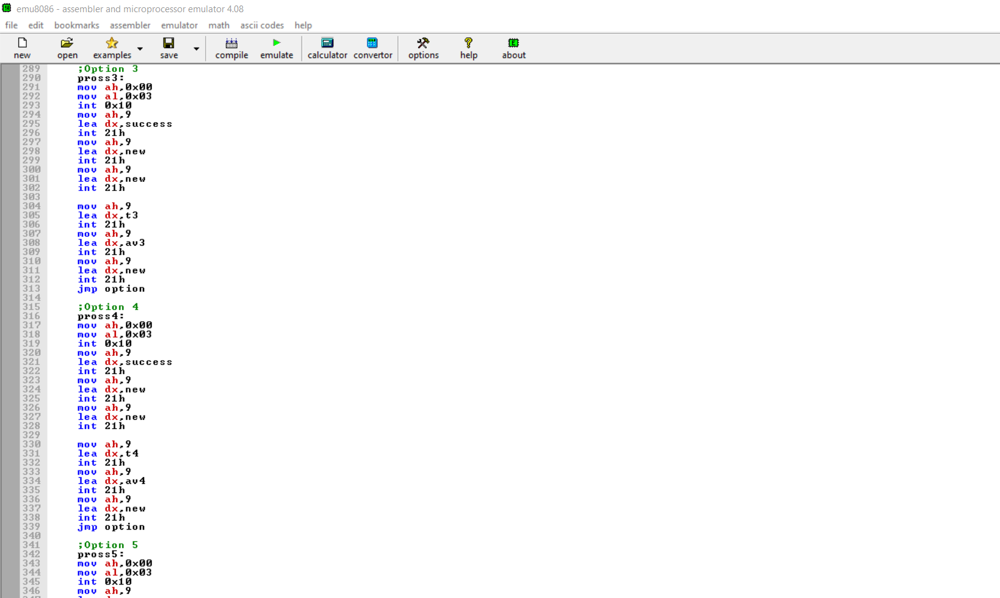 emu8086 - assembler and microprocessor emulator 4.08
file edit bookmarks assembler emulator math ascii codes help
new open examples save compile emulate calculator convertor options help about
289 ;Option 3
290 pross3:
291 mov ah,0x00
292 mov al,0x03
293 int 0x10
294 mov ah,9
295 lea dx,success
296 int 21h
297 mov ah,9
298 lea dx,new
299 int 21h
300 mov ah,9
301 lea dx,new
302 int 21h
303
304 mov ah,9
305 lea dx,t3
306 int 21h
307 mov ah,9
308 lea dx,av3
309 int 21h
310 mov ah,9
311 lea dx,new
312 int 21h
313 jmp option
314
315 ;Option 4
316 pross4:
317 mov ah,0x00
318 mov al,0x03
319 int 0x10
320 mov ah,9
321 lea dx,success
322 int 21h
323 mov ah,9
324 lea dx,new
325 int 21h
326 mov ah,9
327 lea dx,new
328 int 21h
329
330 mov ah,9
331 lea dx,t4
332 int 21h
333 mov ah,9
334 lea dx,av4
335 int 21h
336 mov ah,9
337 lea dx,new
338 int 21h
339 jmp option
340
341 ;Option 5
342 pross5:
343 mov ah,0x00
344 mov al,0x03
345 int 0x10
346 mov ah,9